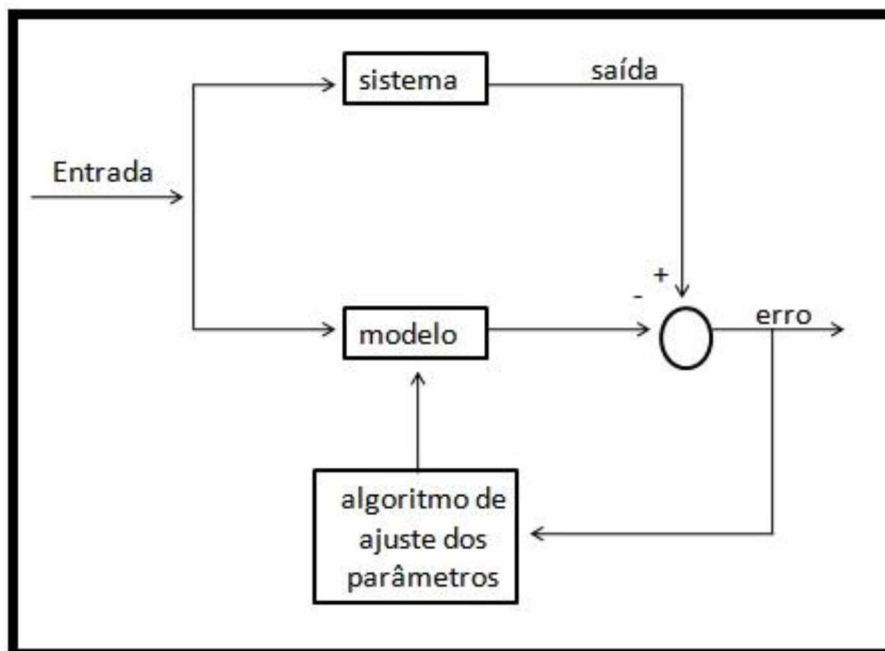 sistema
saída
Entrada
+
-
modelo
erro
algoritmo de
ajuste dos
parâmetros